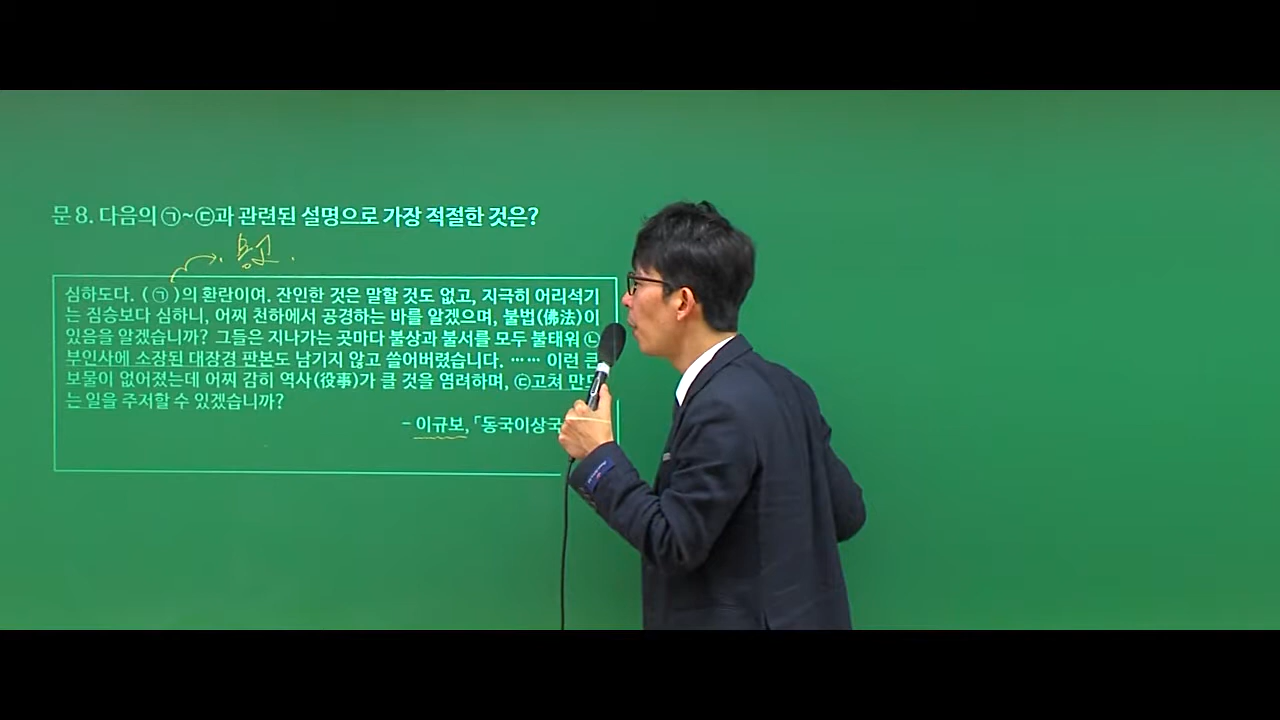 문 8. 다음의 ㉠~㉢과 관련된 설명으로 가장 적절한 것은?
몽고
심하도다. (㉠)의 환란이여. 잔인한 것은 말할 것도 없고, 지극히 어리석기
는 짐승보다 심하니, 어찌 천하에서 공경하는 바를 알겠으며, 불법(佛法)이
있음을 알겠습니까? 그들은 지나가는 곳마다 불상과 불서를 모두 불태워 ㉡
부인사에 소장된 대장경 판본도 남기지 않고 쓸어버렸습니다. …… 이런 큰
보물이 없어졌는데 어찌 감히 역사(役事)가 클 것을 염려하며, ㉢고쳐
는 일을 주저할 수 있겠습니까?
- 이규보, 「동국이상국